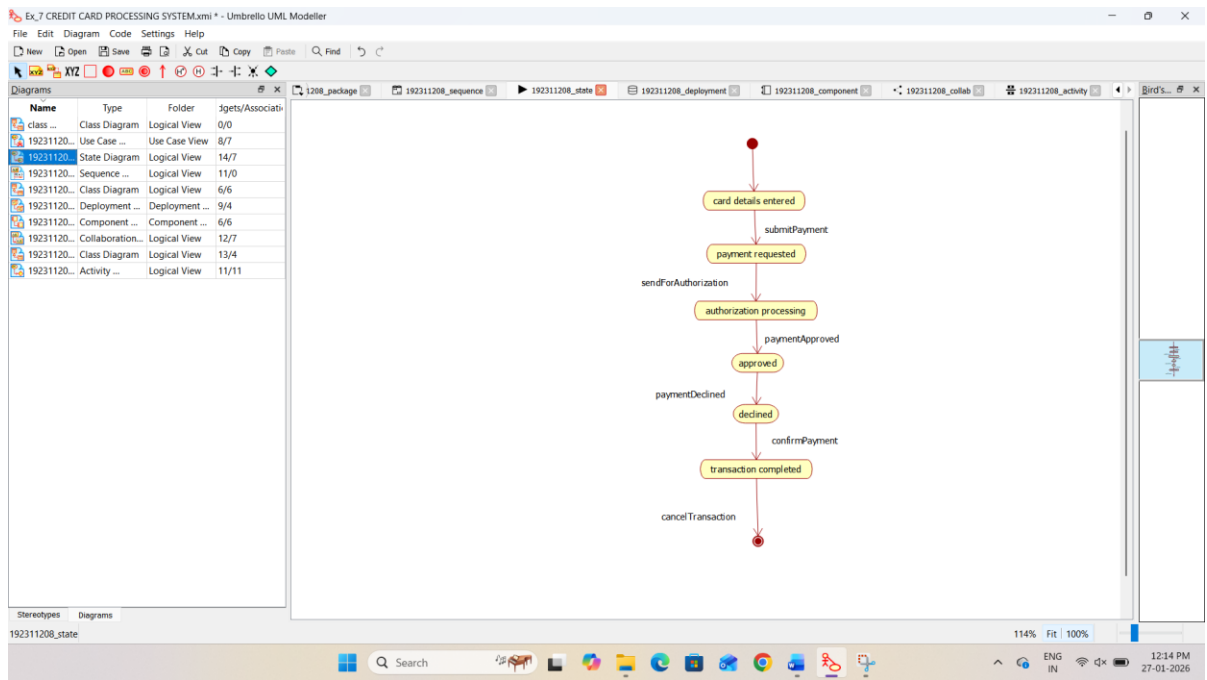 Ex_7 CREDIT CARD PROCESSING SYSTEM.xmi * - Umbrello UML Modeller
File Edit Diagram Code Settings Help
New Open Save Cut Copy Paste Find
XYZ XYZ ABC H* H
Diagrams
1208_package 192311208_sequence 192311208_state 192311208_deployment 192311208_component 192311208_collab 192311208_activity
Bird's...
Name Type Folder dgets/Associati
class ... Class Diagram Logical View 0/0
19231120... Use Case ... Use Case View 8/7
19231120... State Diagram Logical View 14/7
19231120... Sequence ... Logical View 11/0
19231120... Class Diagram Logical View 6/6
19231120... Deployment ... Deployment ... 9/4
19231120... Component ... Component ... 6/6
19231120... Collaboration... Logical View 12/7
19231120... Class Diagram Logical View 13/4
19231120... Activity ... Logical View 11/11
card details entered
submitPayment
payment requested
sendForAuthorization
authorization processing
paymentApproved
approved
paymentDeclined
declined
confirmPayment
transaction completed
cancelTransaction
Stereotypes Diagrams
192311208_state
114% Fit 100%
Search
ENG
IN
12:14 PM
27-01-2026